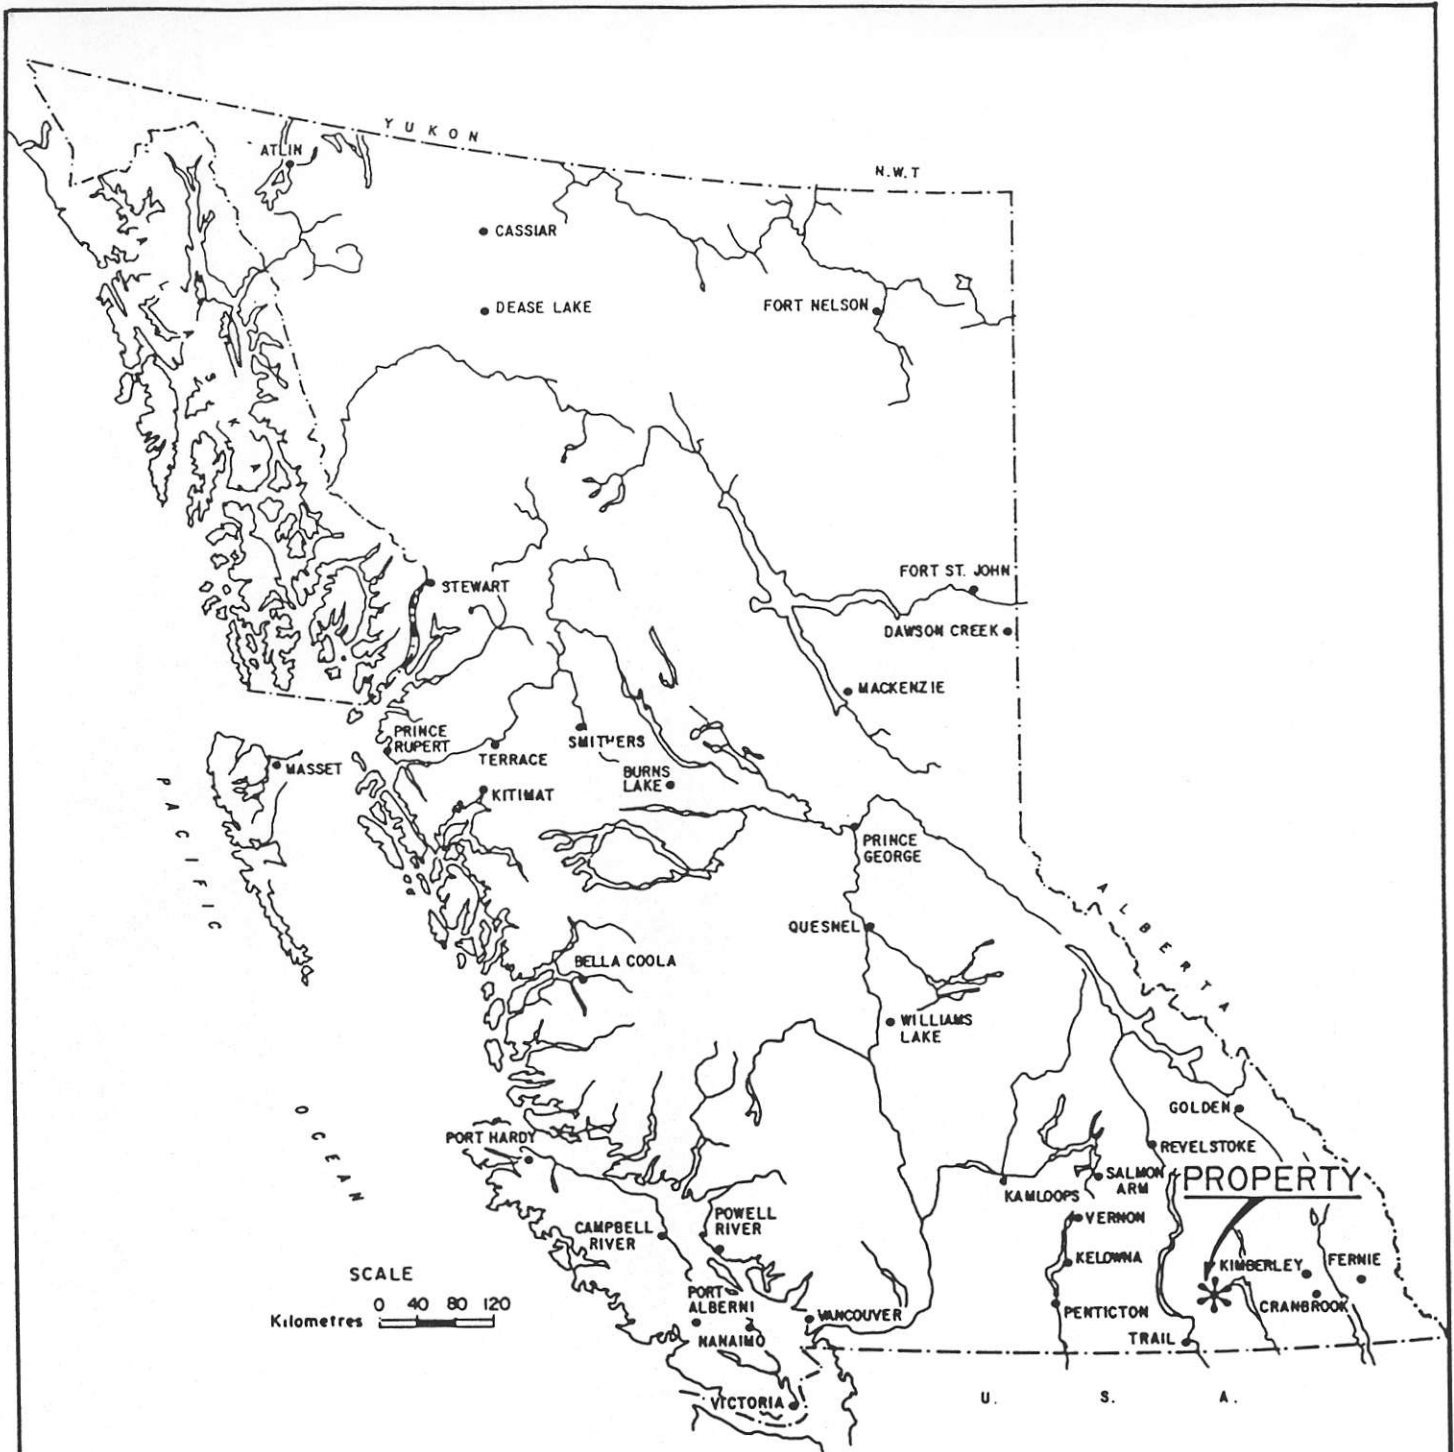 YUKON
N.W.T
ATLIN
CASSIAR
DEASE LAKE
FORT NELSON
ALASKA
STEWART
FORT ST. JOHN
DAWSON CREEK
MACKENZIE
PRINCE
RUPERT
SMITHERS
TERRACE
MASSET
BURNS
LAKE
KITIMAT
PACIFIC
PRINCE
GEORGE
ALBERTA
QUESNEL
BELLA COOLA
WILLIAMS
LAKE
OCEAN
GOLDEN
PORT HARDY
REVELSTOKE
SALMON
ARM
PROPERTY
KAMLOOPS
POWELL
RIVER
VERNON
CAMPBELL
RIVER
KELOWNA
KIMBERLEY
FERNIE
SCALE
0 40 80 120
Kilometres
PORT
ALBERNI
CRANBROOK
PENTICTON
VANCOUVER
NANAIMO
TRAIL
VICTORIA
U. S. A.